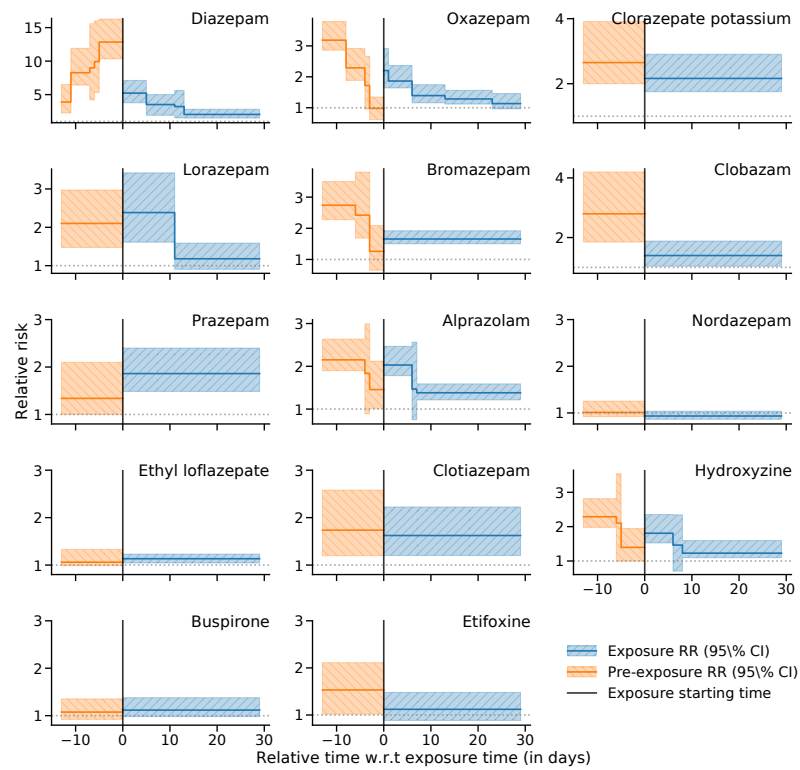 Diazepam
Oxazepam
Clorazepate potassium
15
10
5
3
2
1
4
2
Lorazepam
Bromazepam
Clobazam
3
2
1
3
2
1
4
2
Relative risk
Prazepam
Alprazolam
Nordazepam
3
2
1
3
2
1
3
2
1
Ethyl loflazepate
Clotiazepam
Hydroxyzine
3
2
1
3
2
1
2
1
−10 0 10 20 30
Buspirone
Etifoxine
3
2
1
3
2
1
−10 0 10 20 30
−10 0 10 20 30
Relative time w.r.t exposure time (in days)
Exposure RR (95\% CI)
Pre-exposure RR (95\% CI)
Exposure starting time